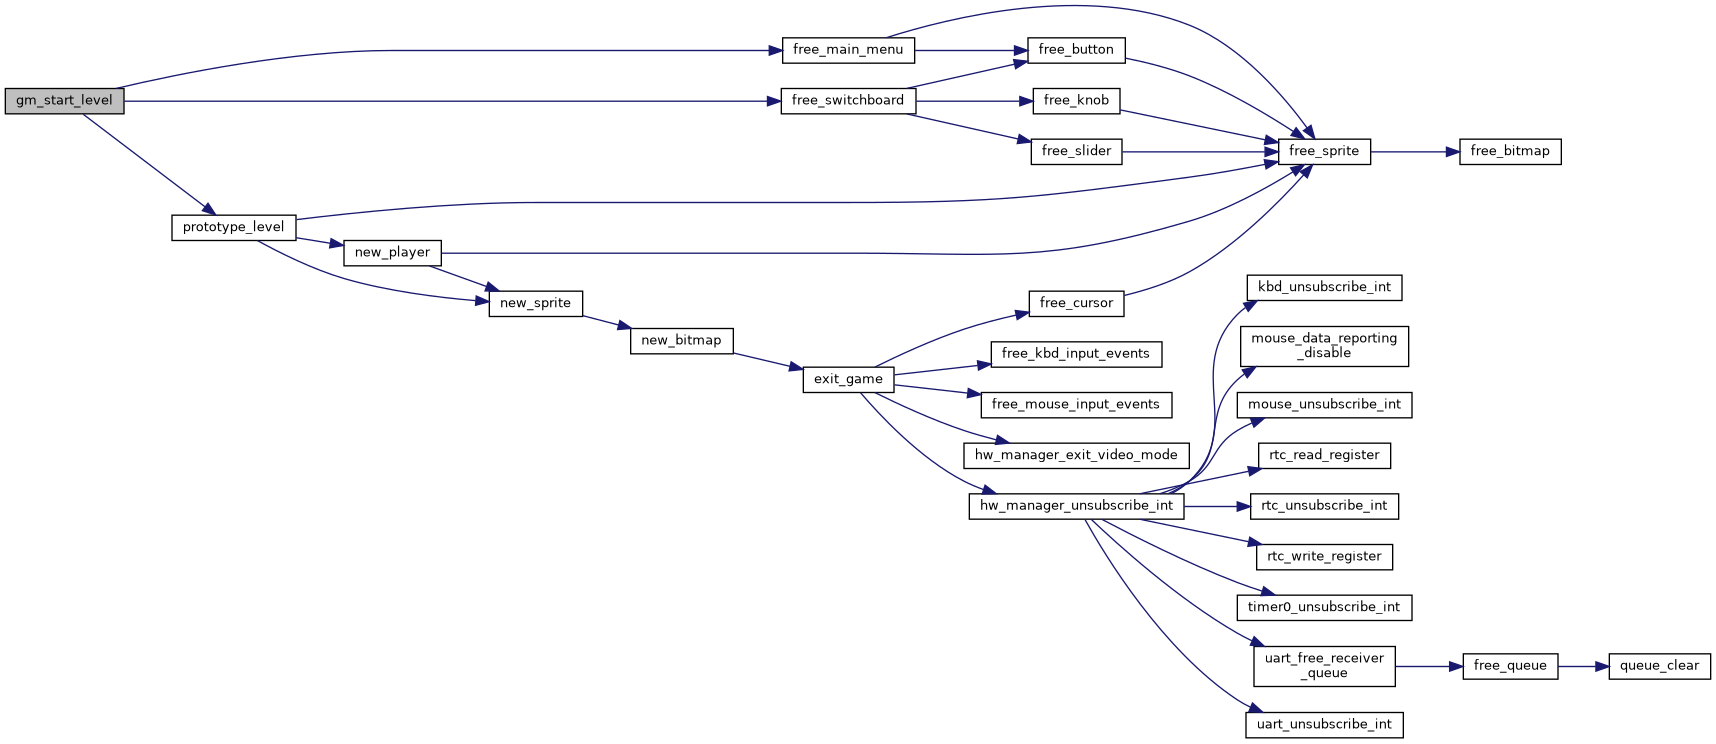 gm_start_level
free_main_menu
free_switchboard
prototype_level
new_player
new_sprite
new_bitmap
exit_game
free_button
free_knob
free_slider
free_sprite
free_bitmap
free_cursor
free_kbd_input_events
free_mouse_input_events
hw_manager_exit_video_mode
hw_manager_unsubscribe_int
kbd_unsubscribe_int
mouse_data_reporting
_disable
mouse_unsubscribe_int
rtc_read_register
rtc_unsubscribe_int
rtc_write_register
timer0_unsubscribe_int
uart_free_receiver
_queue
free_queue
queue_clear
uart_unsubscribe_int